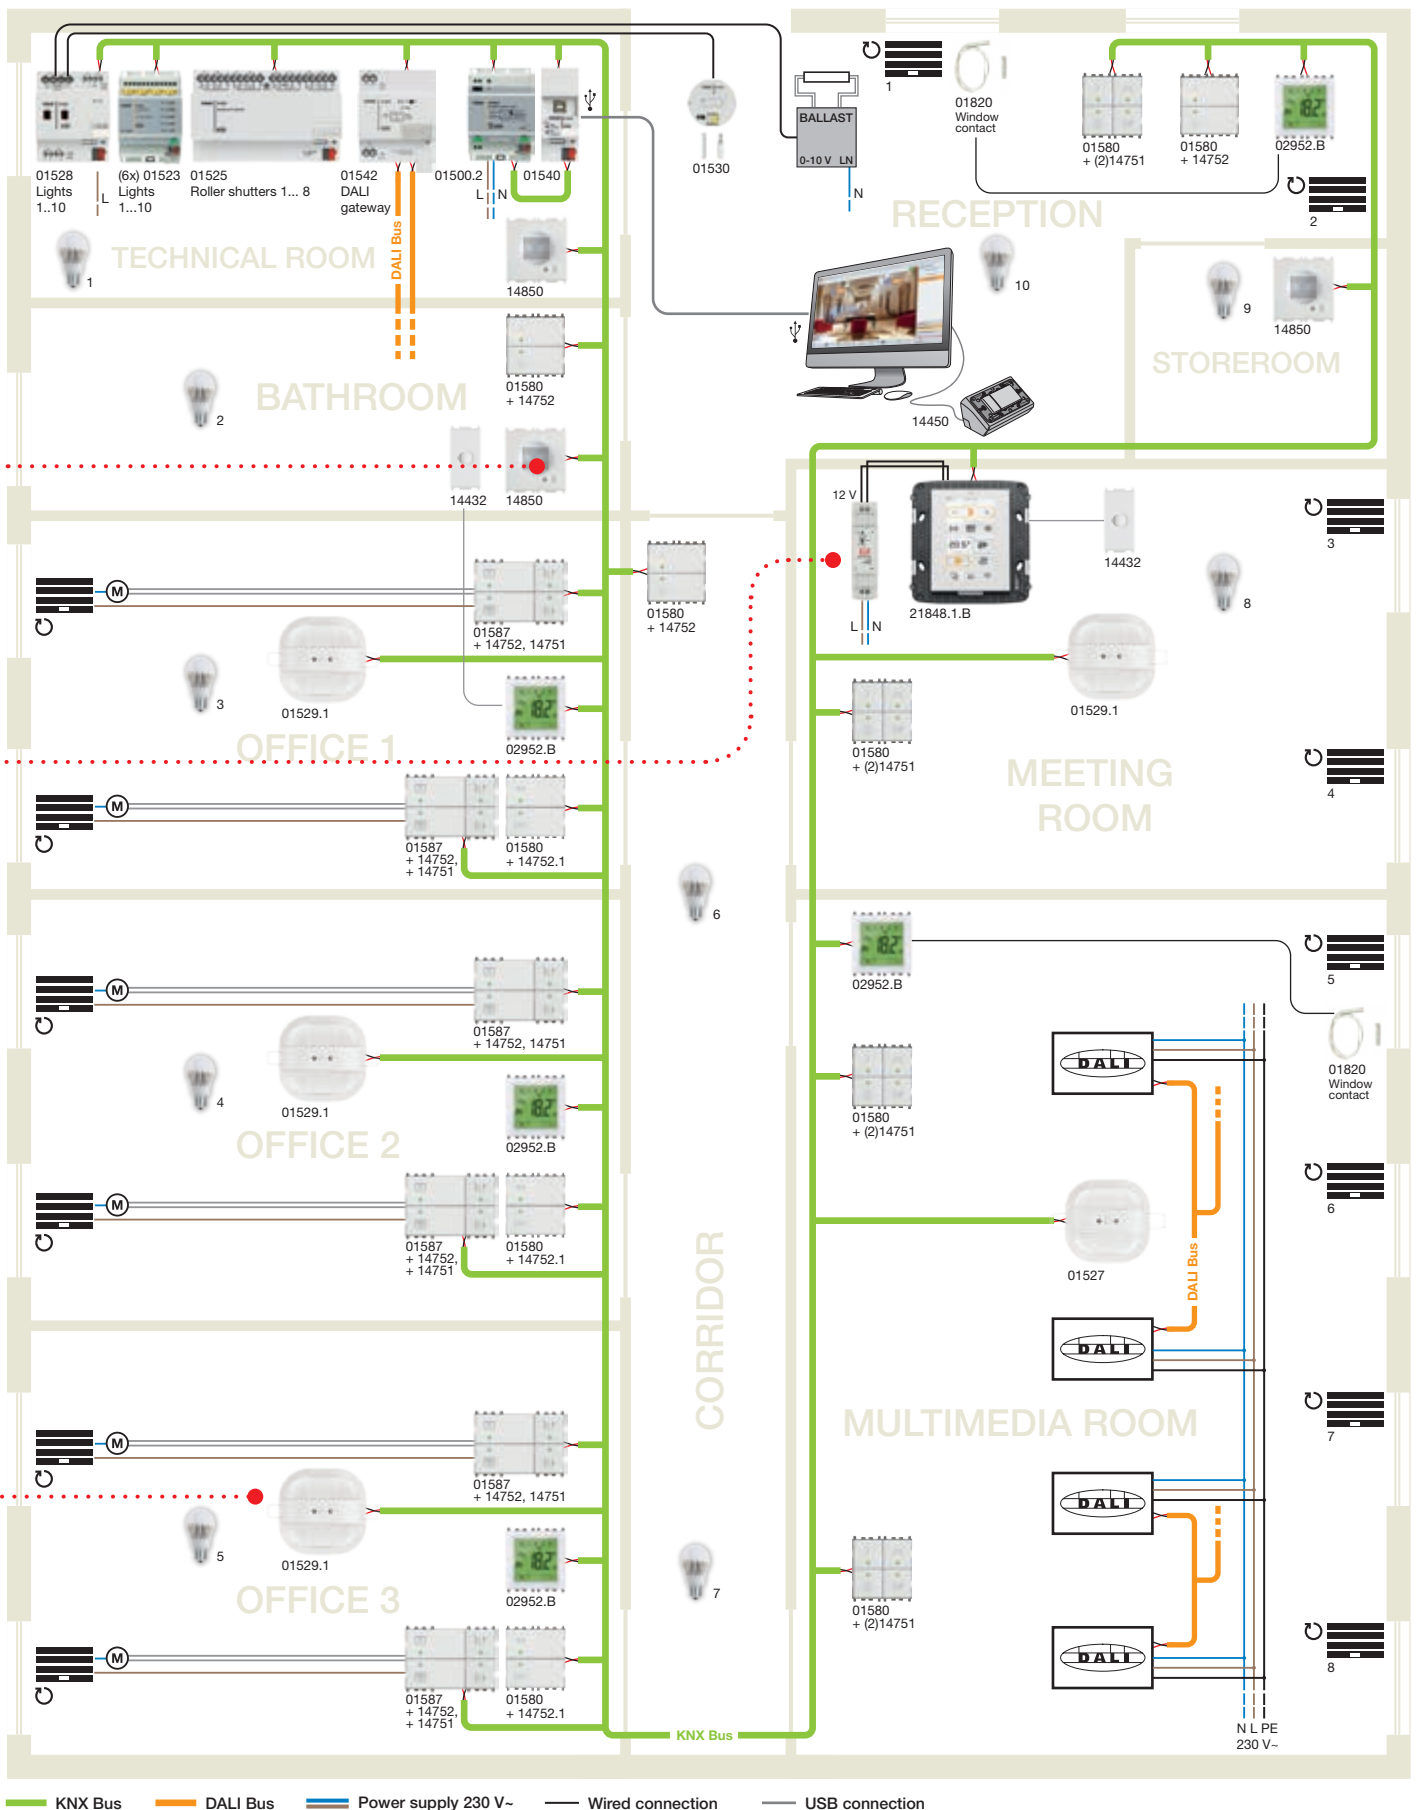 01528
Lights
1..10
L
(6x) 01523
Lights
1...10
01525
Roller shutters 1... 8
01542
DALI
gateway
01500.2
L
N
01540
01530
BALLAST
0-10 V LN
N
1
01820
Window
contact
01580
+ (2)14751
01580
+ 14752
02952.B
2
RECEPTION
TECHNICAL ROOM
1
DALI Bus
14850
10
9
14850
STOREROOM
01580
+ 14752
BATHROOM
2
14450
14432
14850
12 V
L
N
21848.1.B
14432
3
M
01587
+ 14752, 14751
01580
+ 14752
8
3
01529.1
01529.1
02952.B
OFFICE 1
01580
+ (2)14751
MEETING
ROOM
4
M
01587
+ 14752,
+ 14751
01580
+ 14752.1
6
02952.B
5
M
01587
+ 14752, 14751
4
01529.1
02952.B
OFFICE 2
DALI
01820
Window
contact
01580
+ (2)14751
6
M
01587
+ 14752,
+ 14751
01580
+ 14752.1
CORRIDOR
01527
DALI Bus
DALI
7
MULTIMEDIA ROOM
M
01587
+ 14752, 14751
DALI
5
01529.1
02952.B
OFFICE 3
7
01580
+ (2)14751
8
M
DALI
01587
+ 14752,
+ 14751
01580
+ 14752.1
KNX Bus
N L PE
230 V~
KNX Bus
DALI Bus
Power supply 230 V~
Wired connection
USB connection